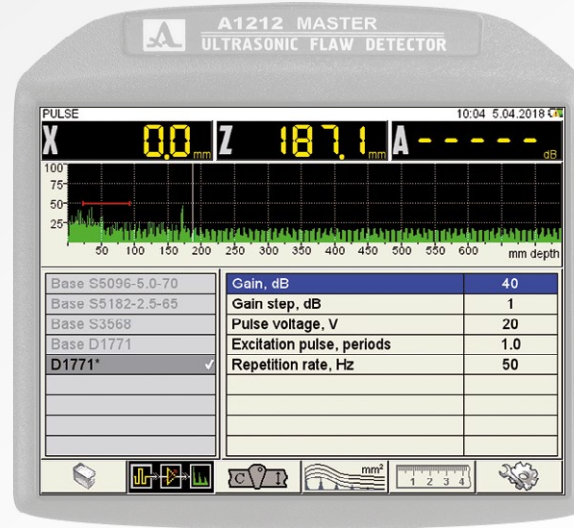 A1212 MASTER
ULTRASONIC FLAW DETECTOR
PULSE 10:04 5.04.2018
X 0.0 mm Z 187.1 mm A - - - - - dB
100
75
50
25
50 100 150 200 250 300 350 400 450 500 550 600 mm depth
Base S5096-5.0-70
Base S5182-2.5-65
Base S3568
Base D1771
D1771*
Gain, dB 40
Gain step, dB 1
Pulse voltage, V 20
Excitation pulse, periods 1.0
Repetition rate, Hz 50
C I mm² 1 2 3 4